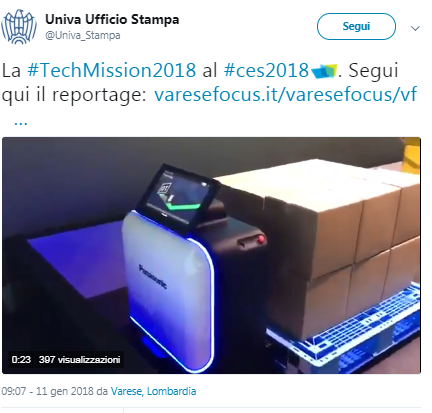 Univa Ufficio Stampa
@Univa_Stampa
Segui
La #TechMission2018 al #ces2018. Segui
qui il reportage: varesefocus.it/varesefocus/vf
...
Panasonic
0:23 397 visualizzazioni
09:07 - 11 gen 2018 da Varese, Lombardia